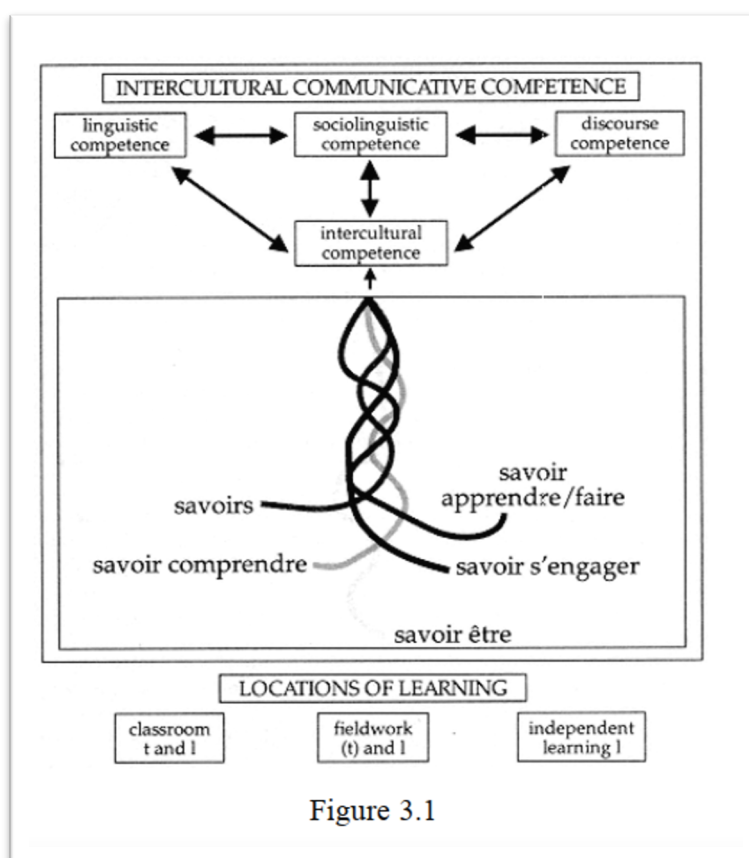 INTERCULTURAL COMMUNICATIVE COMPETENCE
linguistic
competence
sociolinguistic
competence
discourse
competence
intercultural
competence
savoir
apprendre/faire
savoirs
savoir comprendre
savoir s'engager
savoir être
LOCATIONS OF LEARNING
classroom
t and l
fieldwork
(t) and l
independent
learning l
Figure 3.1